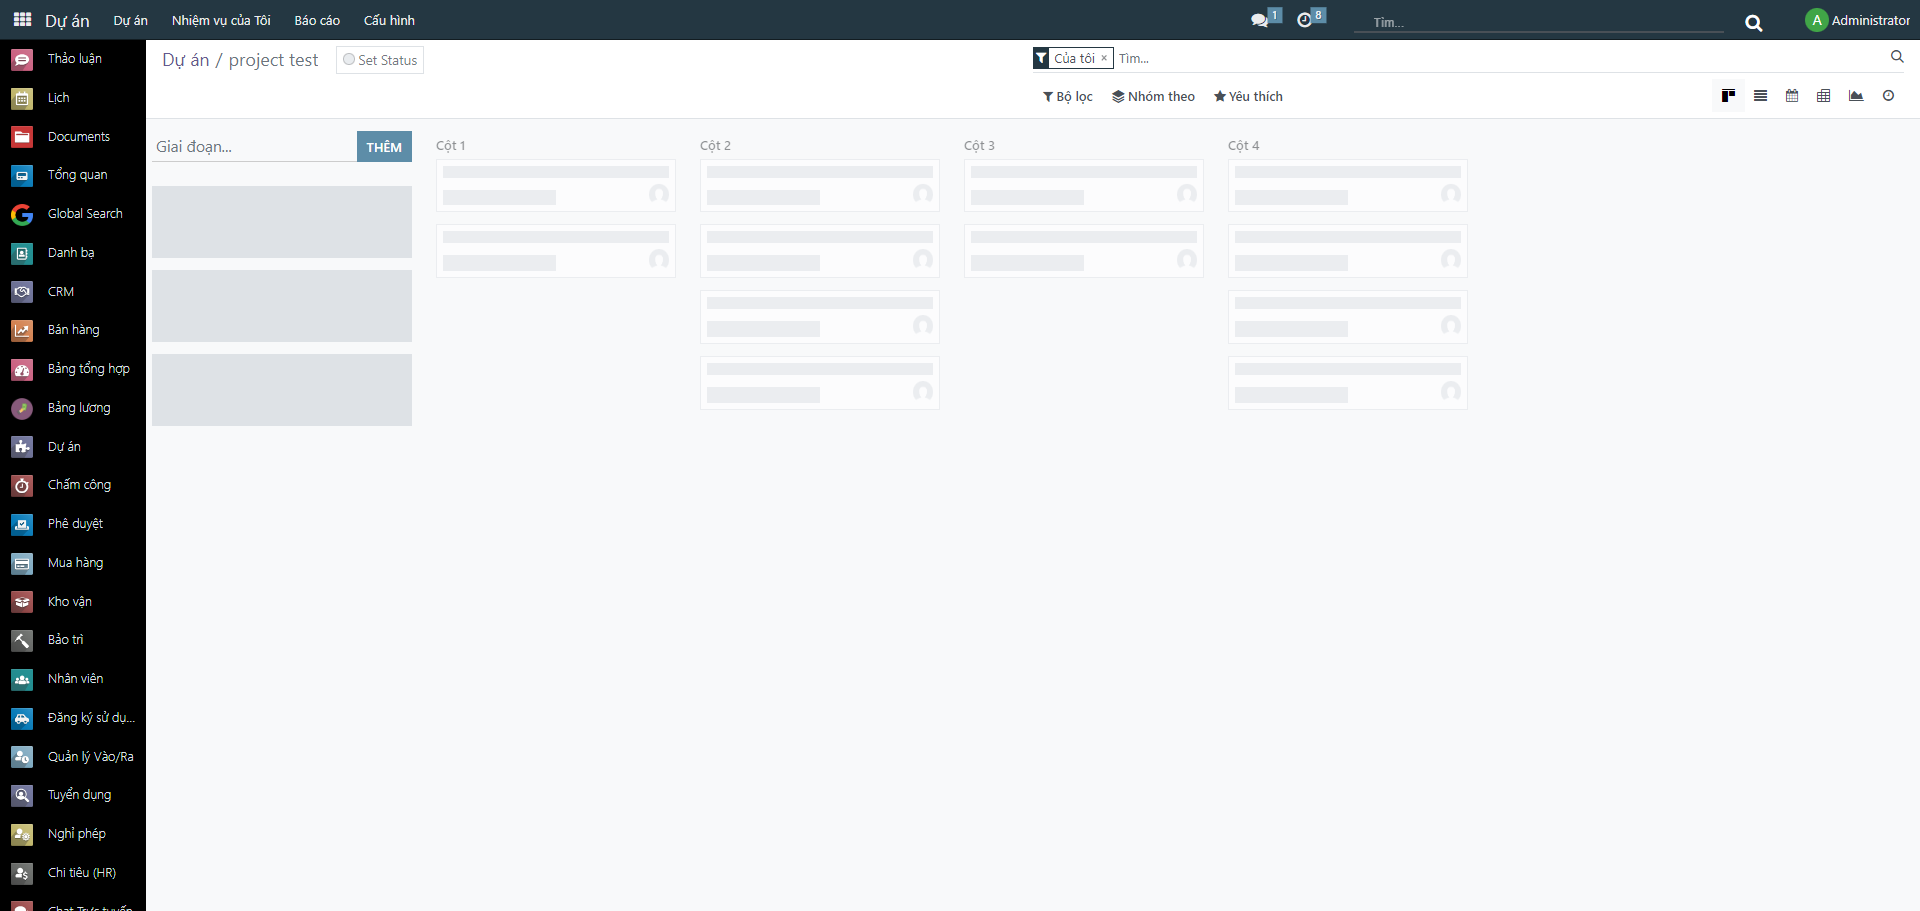 Dự án
Dự án
Nhiệm vụ của Tôi
Báo cáo
Cấu hình
1
8
Tìm...
A
Administrator
Thảo luận
Lịch
Documents
Tổng quan
Global Search
Danh bạ
CRM
Bán hàng
Bảng tổng hợp
Bảng lương
Dự án
Chấm công
Phê duyệt
Mua hàng
Kho vận
Bảo trì
Nhân viên
Đăng ký sử dụ...
Quản lý Vào/Ra
Tuyển dụng
Nghỉ phép
Chi tiêu (HR)
Chat Trực tuyến
Dự án / project test
Set Status
Của tôi ×
Tìm...
Bộ lọc
Nhóm theo
Yêu thích
Giai đoạn...
THÊM
Cột 1
Cột 2
Cột 3
Cột 4